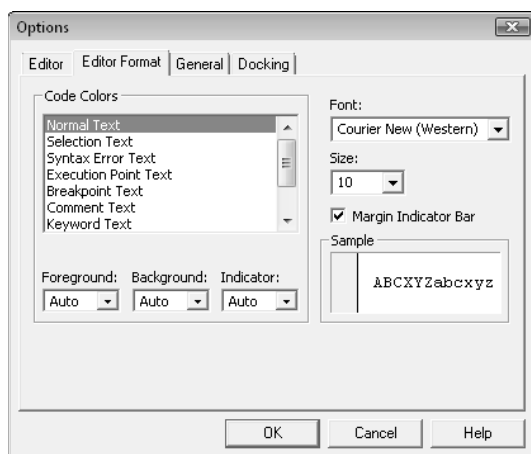 Options
Editor Editor Format General Docking
Code Colors
Normal Text
Selection Text
Syntax Error Text
Execution Point Text
Breakpoint Text
Comment Text
Keyword Text
Foreground: Background: Indicator:
Auto Auto Auto
Font:
Courier New (Western)
Size:
10
Margin Indicator Bar
Sample
ABCXYZabcxyz
OK Cancel Help